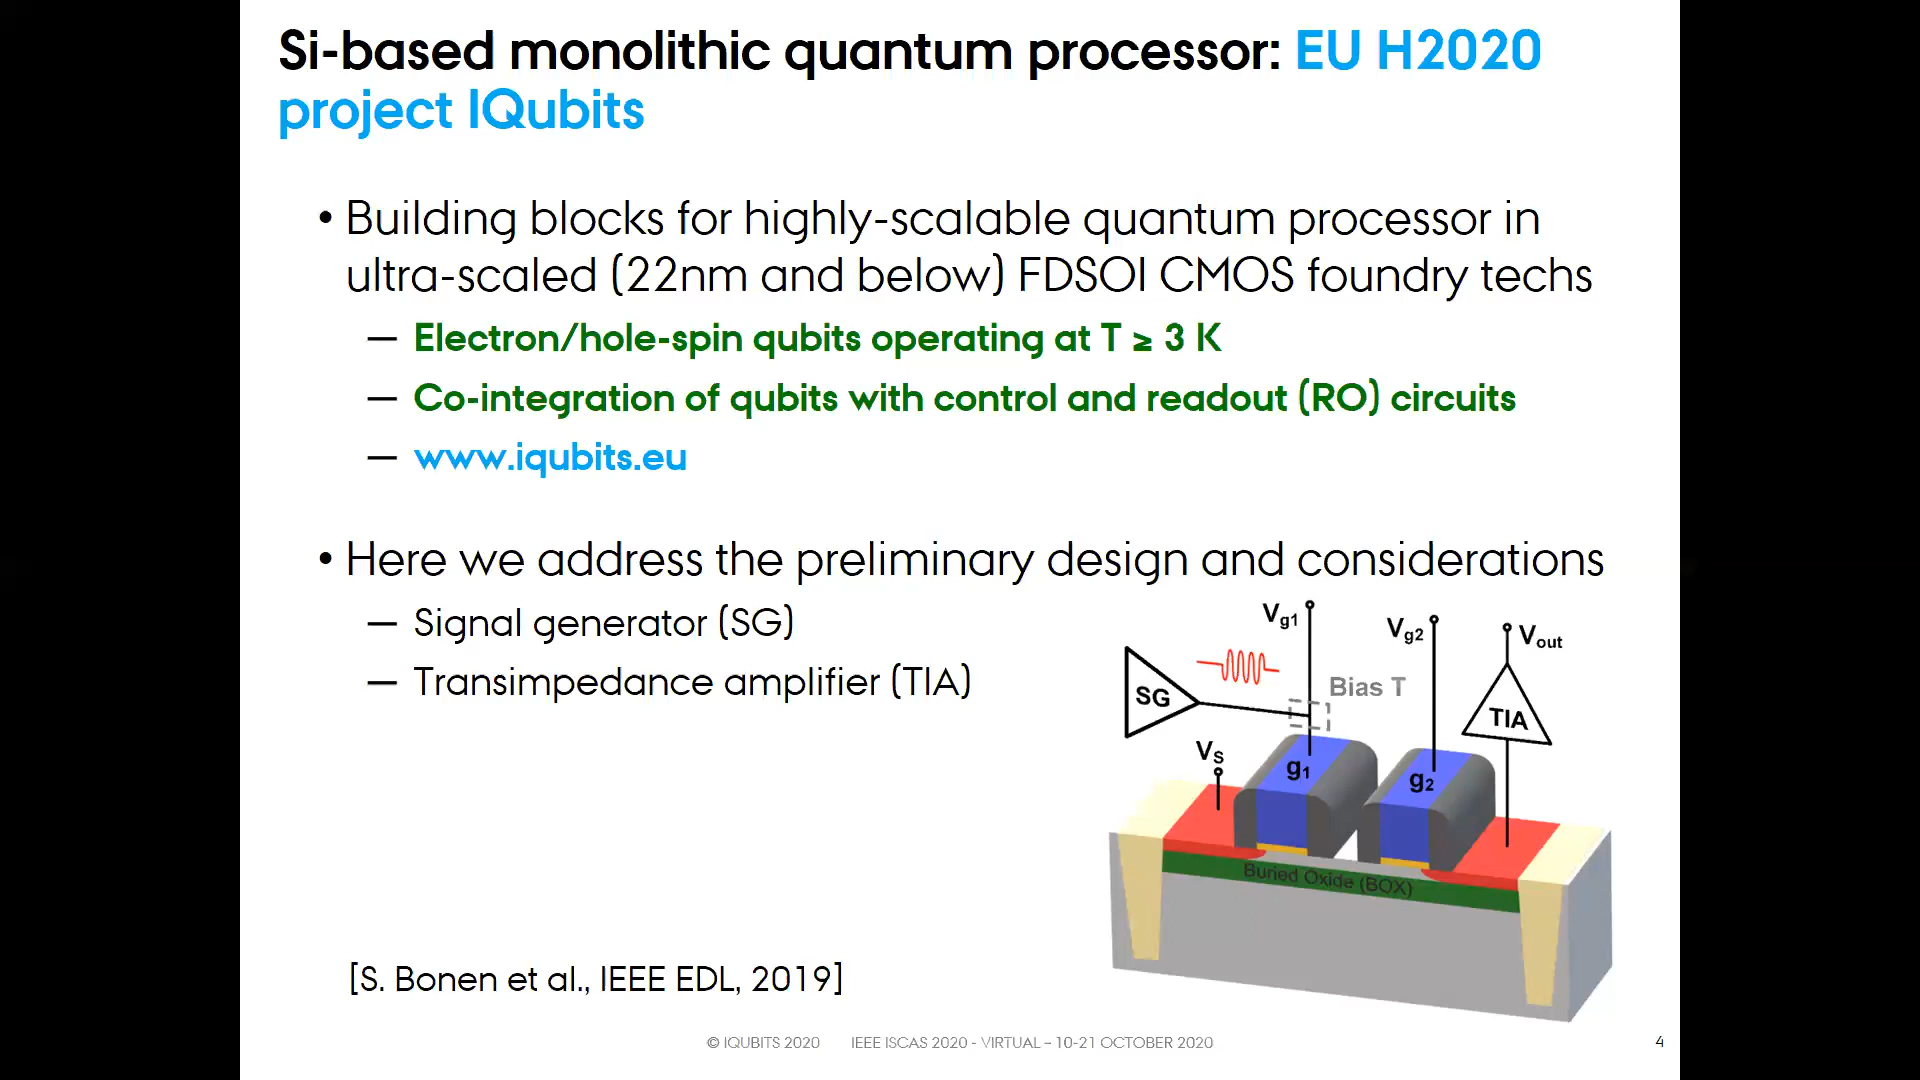 Si-based monolithic quantum processor: EU H2020
project IQubits
• Building blocks for highly-scalable quantum processor in
ultra-scaled (22nm and below) FDSOI CMOS foundry techs
— Electron/hole-spin qubits operating at T ≥ 3 K
— Co-integration of qubits with control and readout (RO) circuits
— www.iqubits.eu
• Here we address the preliminary design and considerations
— Signal generator (SG)
— Transimpedance amplifier (TIA)
Vg1
Vg2
Vout
SG
Bias T
TIA
VS
g1
g2
Buried Oxide (BOX)
[S. Bonen et al., IEEE EDL, 2019]
© IQUBITS 2020 IEEE ISCAS 2020 - VIRTUAL – 10-21 OCTOBER 2020
4